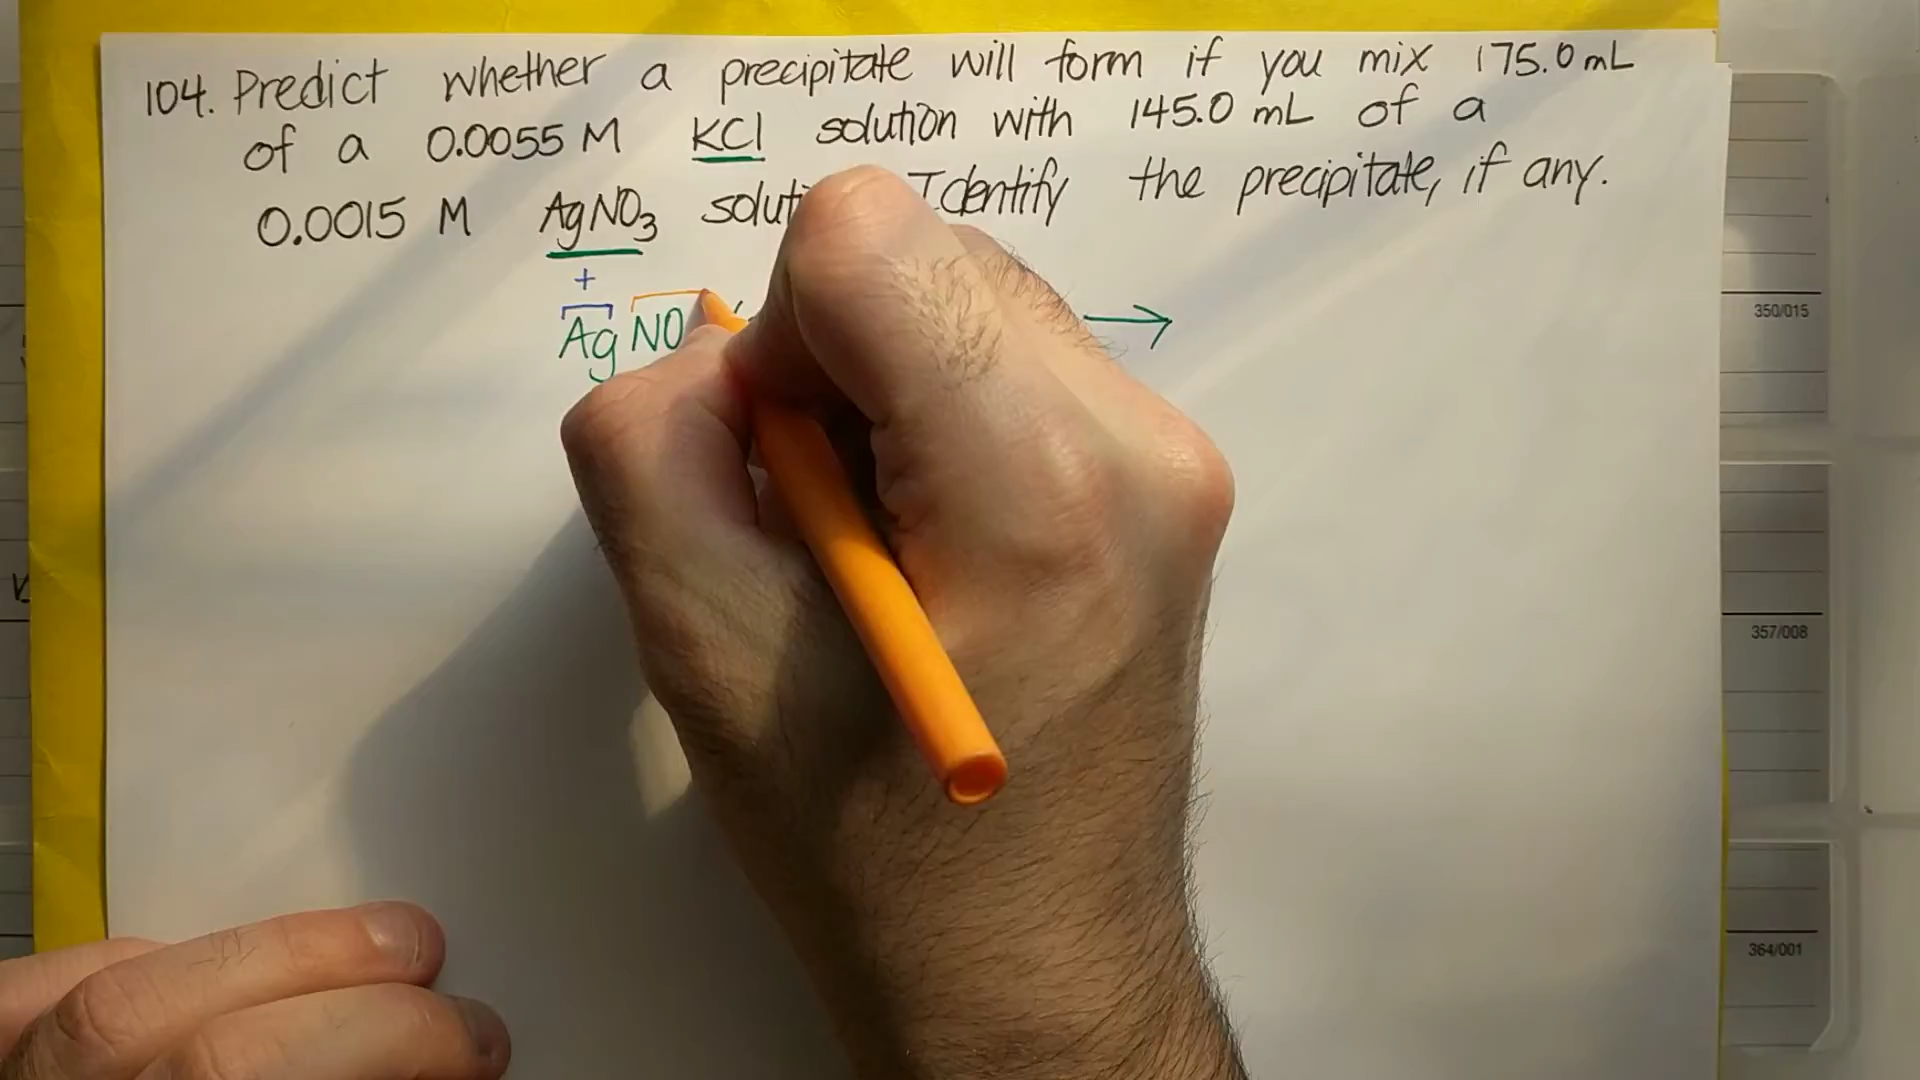 104. Predict whether a precipitate will form if you mix 175.0 mL
of a 0.0055 M KCl solution with 145.0 mL of a
0.0015 M AgNO3 Identify the precipitate, if any.
+
Ag NO →
350/015
357/008
364/001